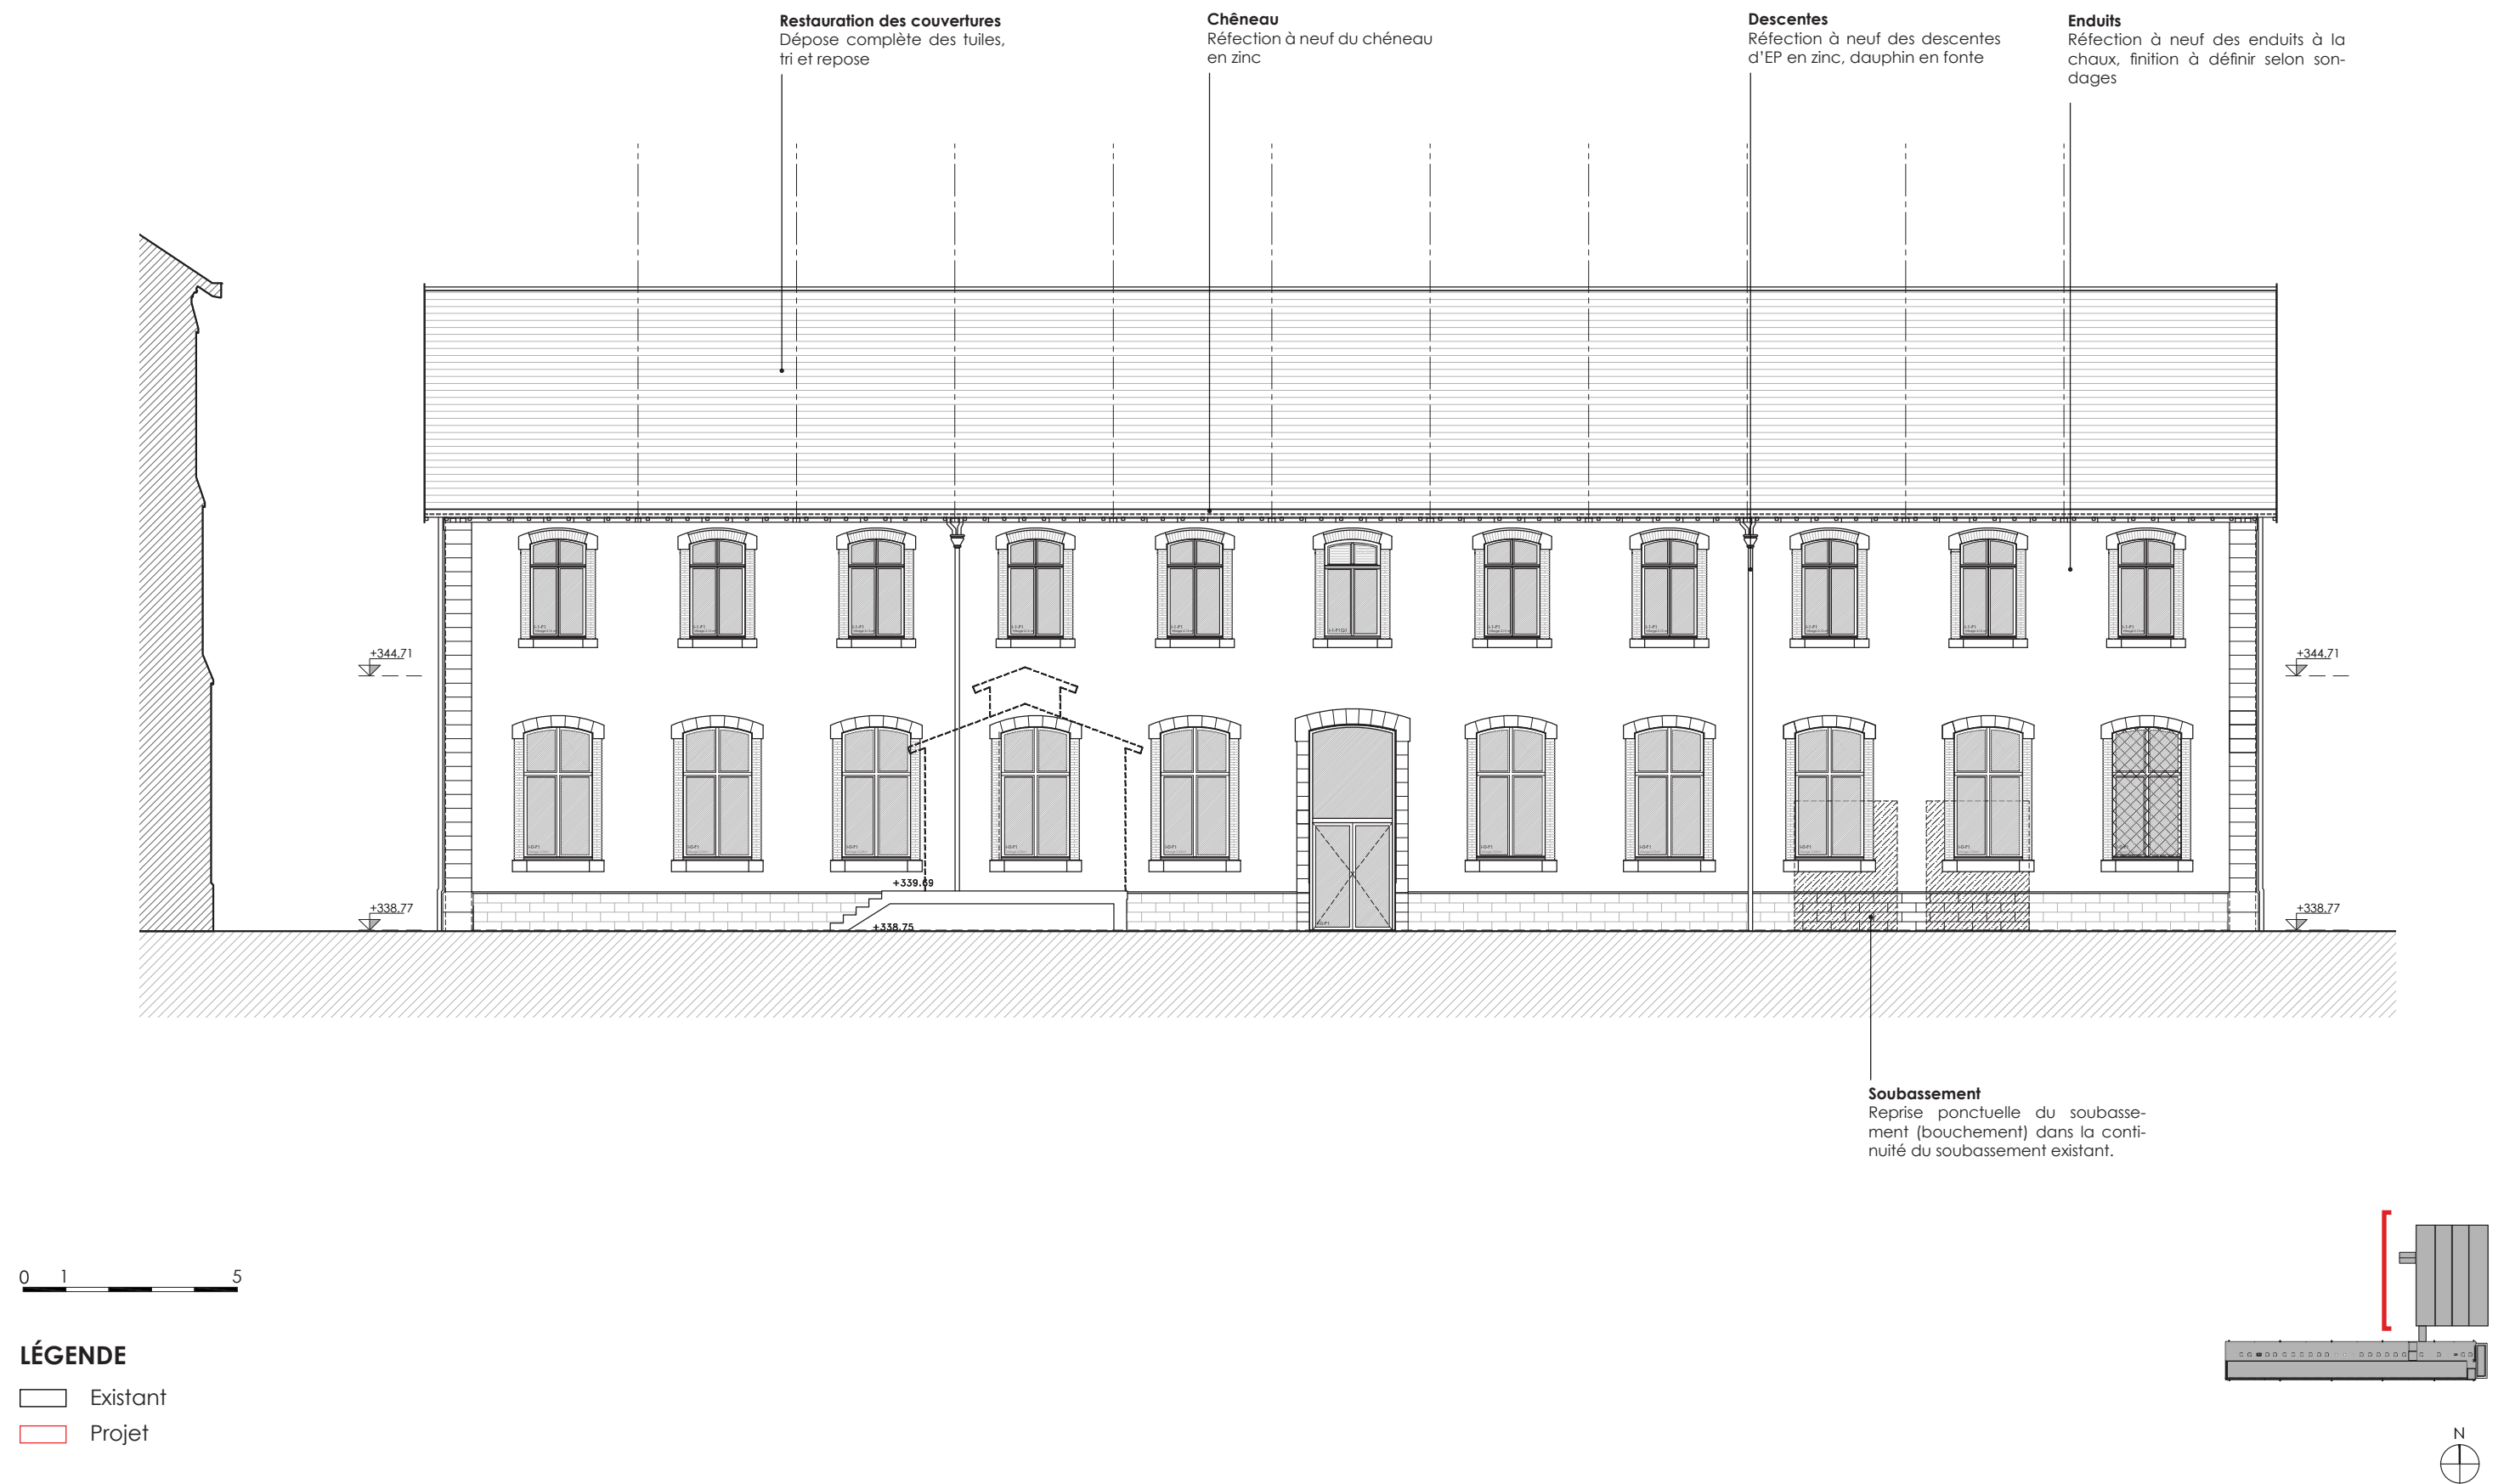 Restauration des couvertures
Dépose complète des tuiles,
tri et repose
Chêneau
Réfection à neuf du chéneau
en zinc
Descentes
Réfection à neuf des descentes
d'EP en zinc, dauphin en fonte
Enduits
Réfection à neuf des enduits à la
chaux, finition à définir selon son-
dages
+344.71
+344.71
+339.69
+338.77
+338.75
+338.77
Soubassement
Reprise ponctuelle du soubasse-
ment (bouchement) dans la conti-
nuité du soubassement existant.
0 1 5
LÉGENDE
Existant
Projet
N